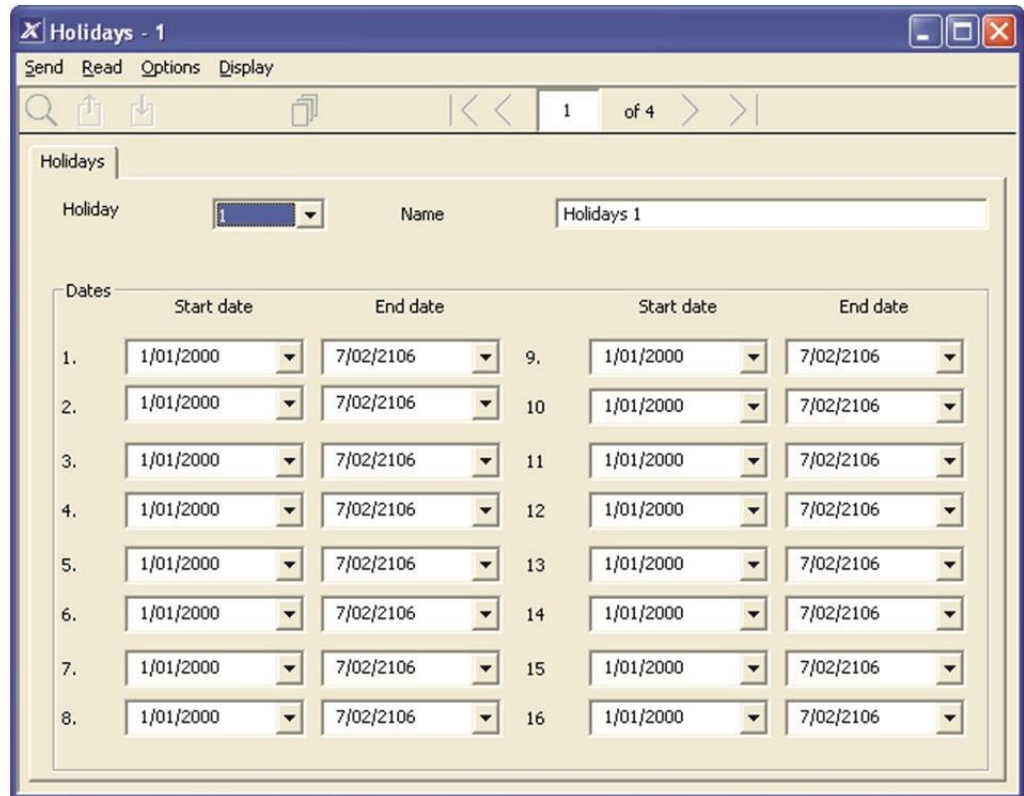 Holidays - 1
Send Read Options Display
1 of 4
Holidays
Holiday 1 Name Holidays 1
Dates
Start date End date Start date End date
1. 1/01/2000 7/02/2106 9. 1/01/2000 7/02/2106
2. 1/01/2000 7/02/2106 10 1/01/2000 7/02/2106
3. 1/01/2000 7/02/2106 11 1/01/2000 7/02/2106
4. 1/01/2000 7/02/2106 12 1/01/2000 7/02/2106
5. 1/01/2000 7/02/2106 13 1/01/2000 7/02/2106
6. 1/01/2000 7/02/2106 14 1/01/2000 7/02/2106
7. 1/01/2000 7/02/2106 15 1/01/2000 7/02/2106
8. 1/01/2000 7/02/2106 16 1/01/2000 7/02/2106